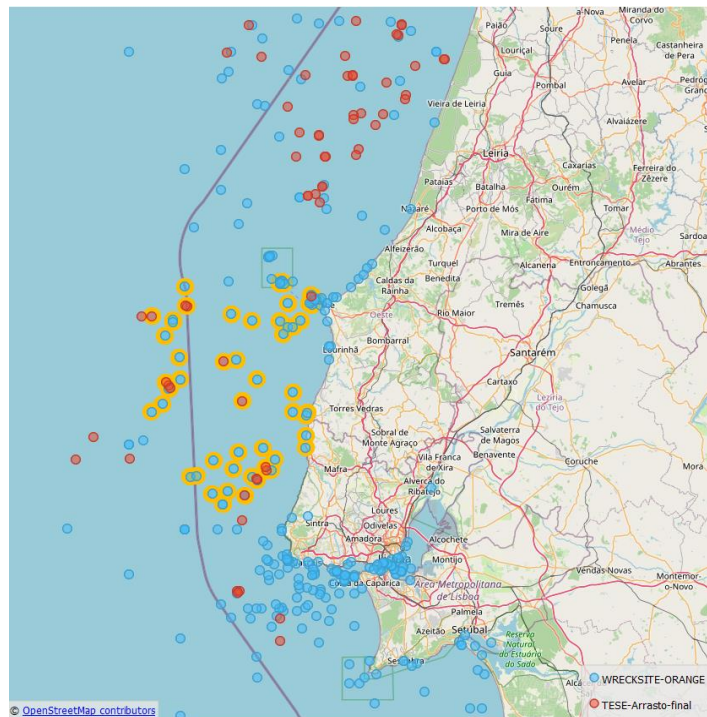 Paião
Soure
Miranda do
Corvo
Penela
Castanheira
de Pera
Louriçal
Guia
Pombal
Avelar
Vieira de Leiria
Alvaiázere
Leiria
Caxarias
Ferreira do
Zêzere
Pataias
Batalha
Ourém
Nazaré
Porto de Mós
Fátima
Tomar
Alcobaça
Mira de Aire
Médio
Tejo
Sardoal
Alfeizerão
Turquel
Alcanena
Entroncamento
Abrantes
Caldas da
Rainha
Benedita
Golegã
Oeste
Tremês
Chamusca
Rio Maior
Bombarral
Lourinhã
Santarém
Cartaxo
Lezíria
do Tejo
Torres Vedras
Sobral de
Monte Agraço
Salvaterra
de Magos
Mafra
Vila Franca
de Xira
Benavente
Coruche
Mora
Alverca do
Ribatejo
Loures
Sintra
Odivelas
Amadora
Alcochete
Montijo
Vendas Novas
Costa da Caparica
Área Metropolitana
de Lisboa
Montemor-
o-Novo
Palmela
Azeitão
Setúbal
Reserva
Natural
do Estuário
do Sado
WRECKSITE-ORANGE
TESE-Arrasto-final
© OpenStreetMap contributors